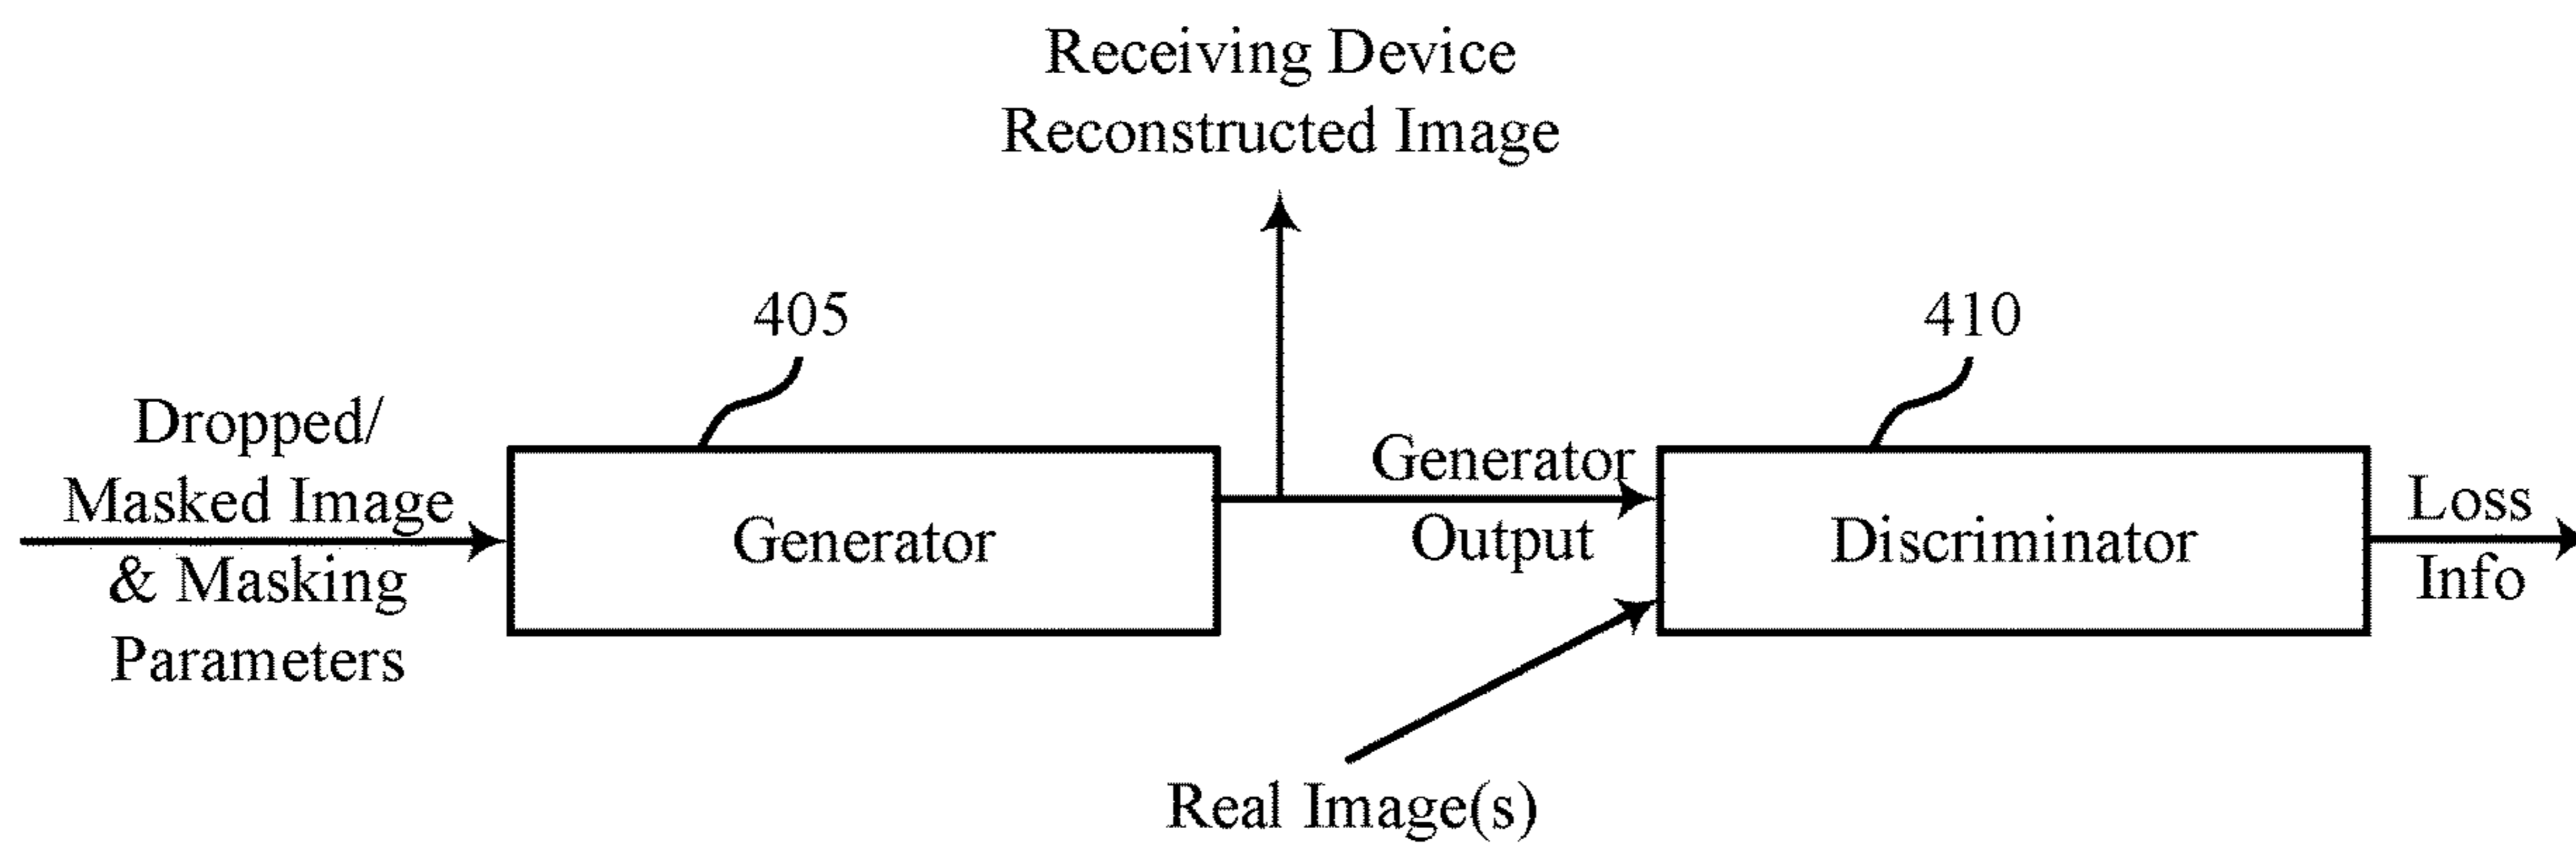 Receiving Device
Reconstructed Image
405
410
Dropped/
Masked Image
& Masking
Parameters
Generator
Generator
Output
Discriminator
Loss
Info
Real Image(s)